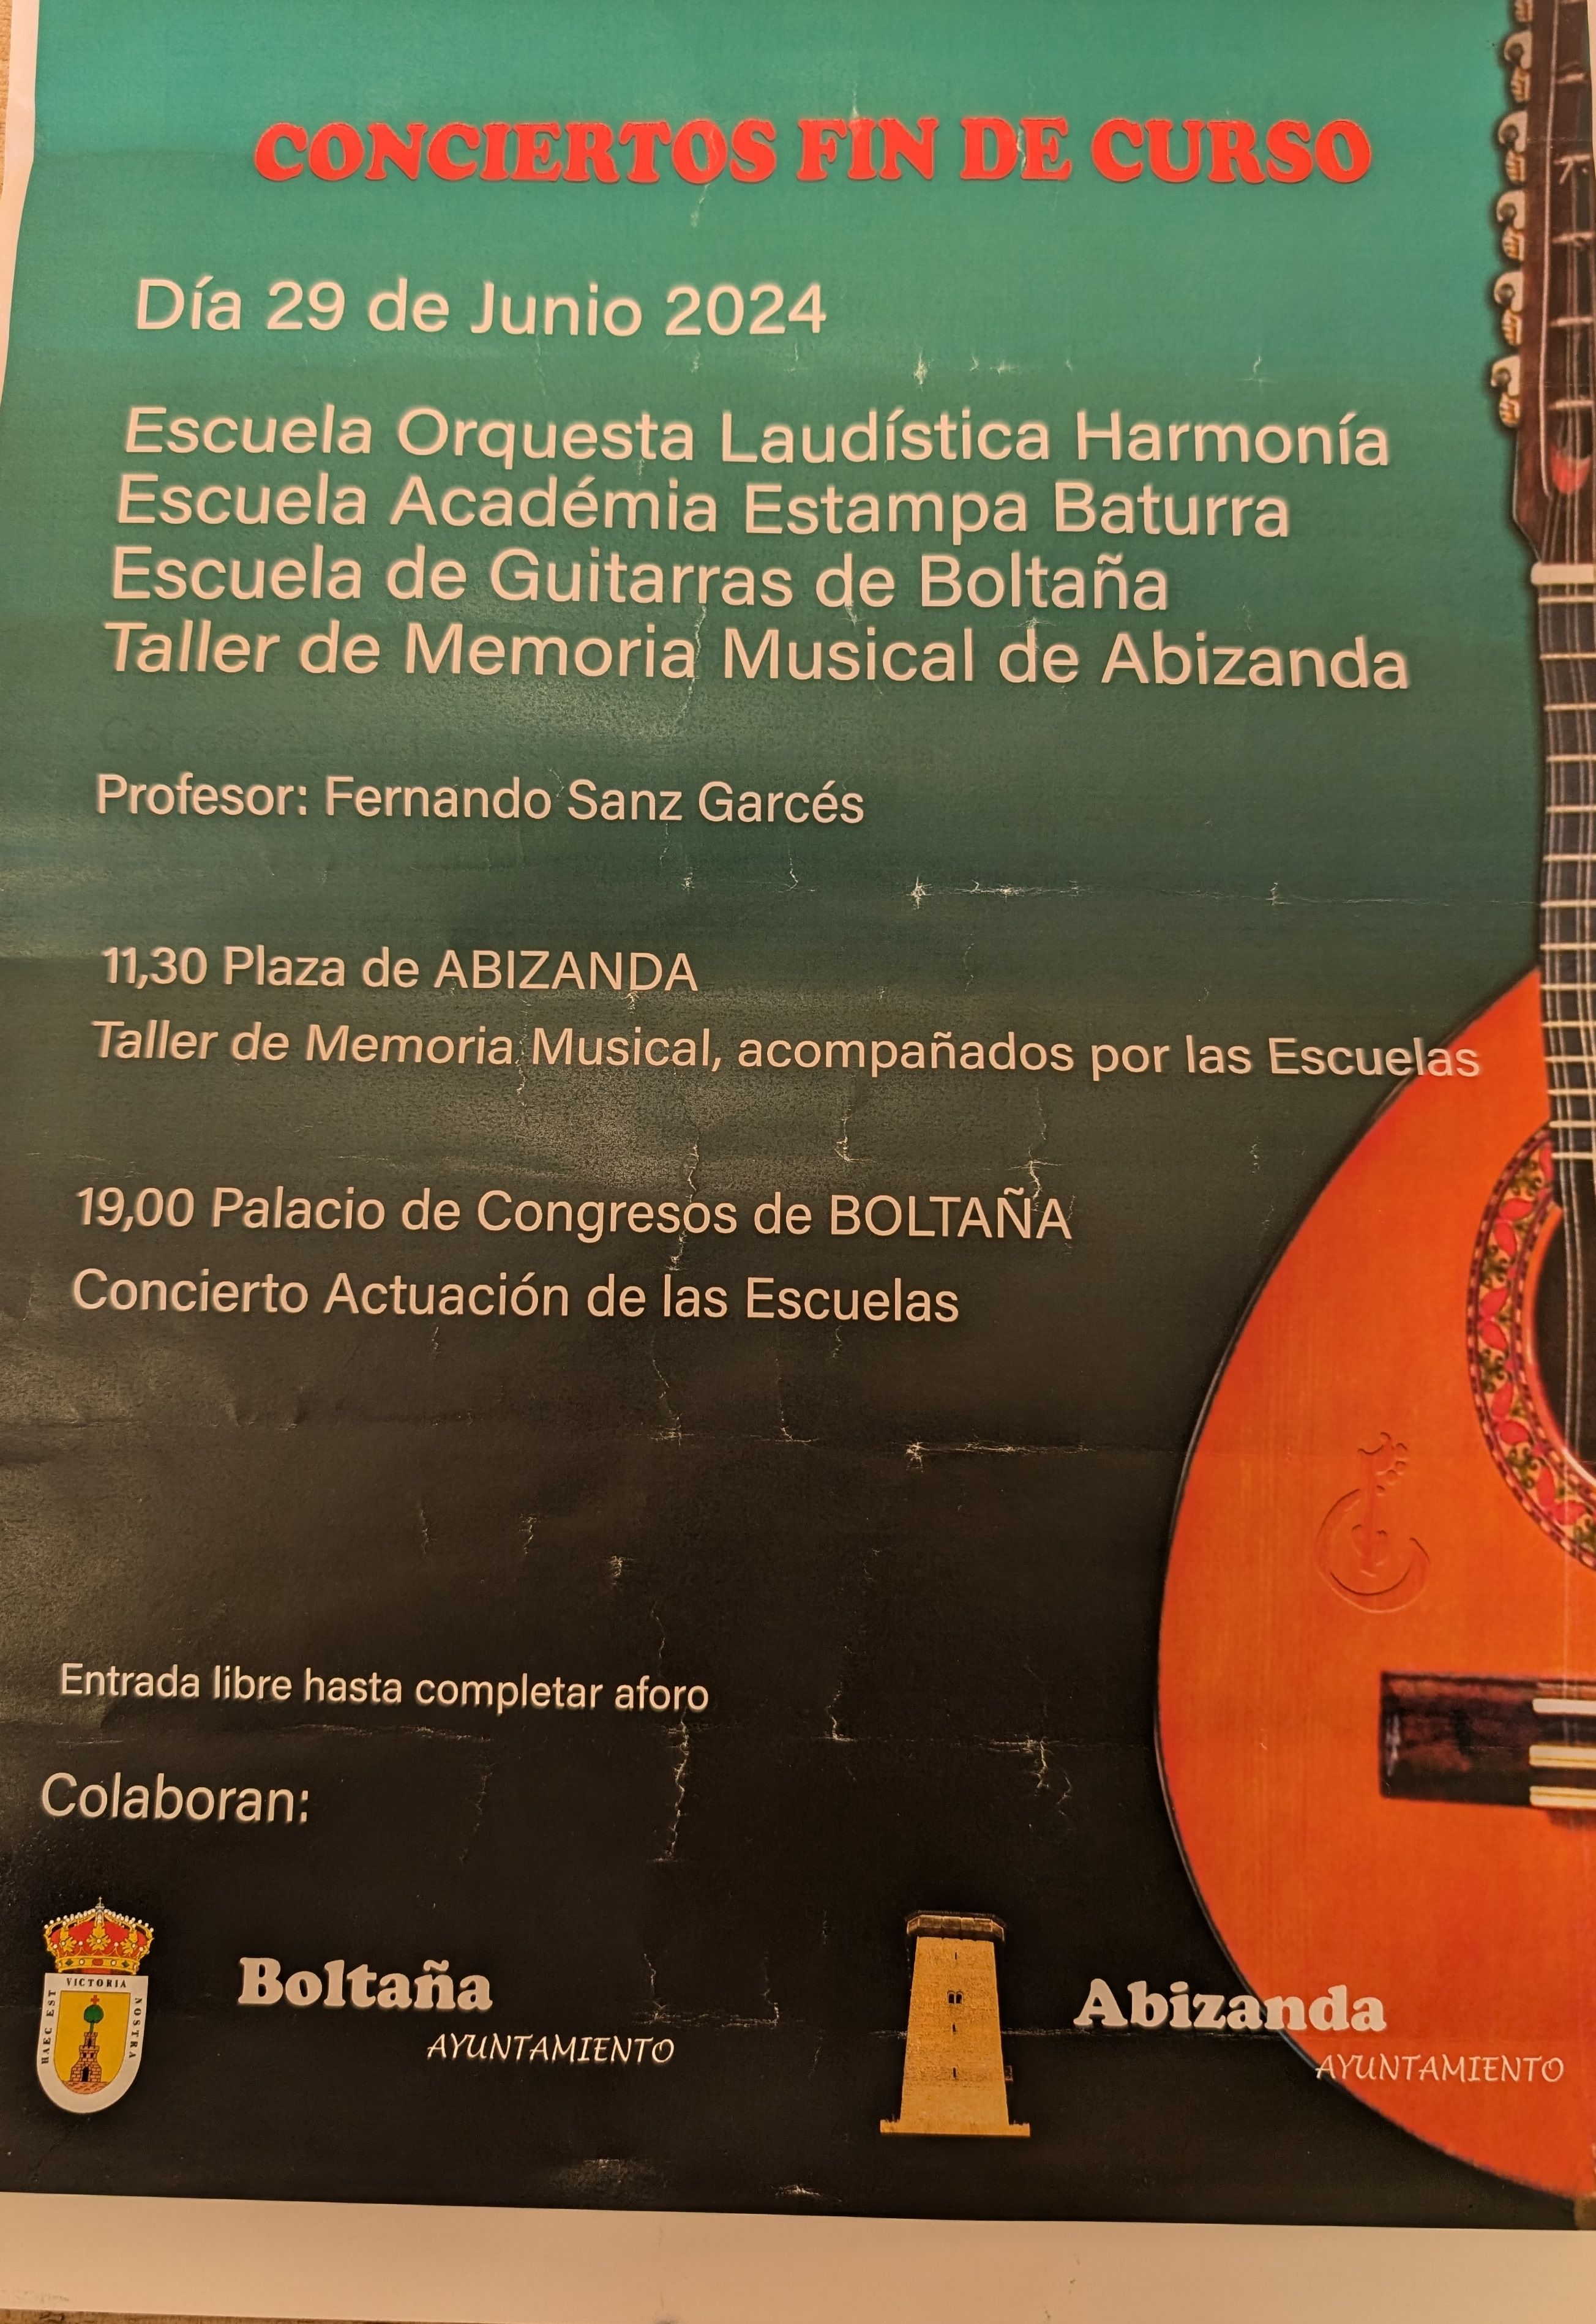 CONCIERTOS FIN DE CURSO
Día 29 de Junio 2024
Escuela Orquesta Laudística Harmonía
Escuela Académia Estampa Baturra
Escuela de Guitarras de Boltaña
Taller de Memoria Musical de Abizanda
Profesor: Fernando Sanz Garcés
11,30 Plaza de ABIZANDA
Taller de Memoria Musical, acompañados por las Escuelas
19,00 Palacio de Congresos de BOLTAÑA
Concierto Actuación de las Escuelas
Entrada libre hasta completar aforo
Colaboran:
HAEC EST VICTORIA NOSTRA
Boltaña
AYUNTAMIENTO
Abizanda
AYUNTAMIENTO